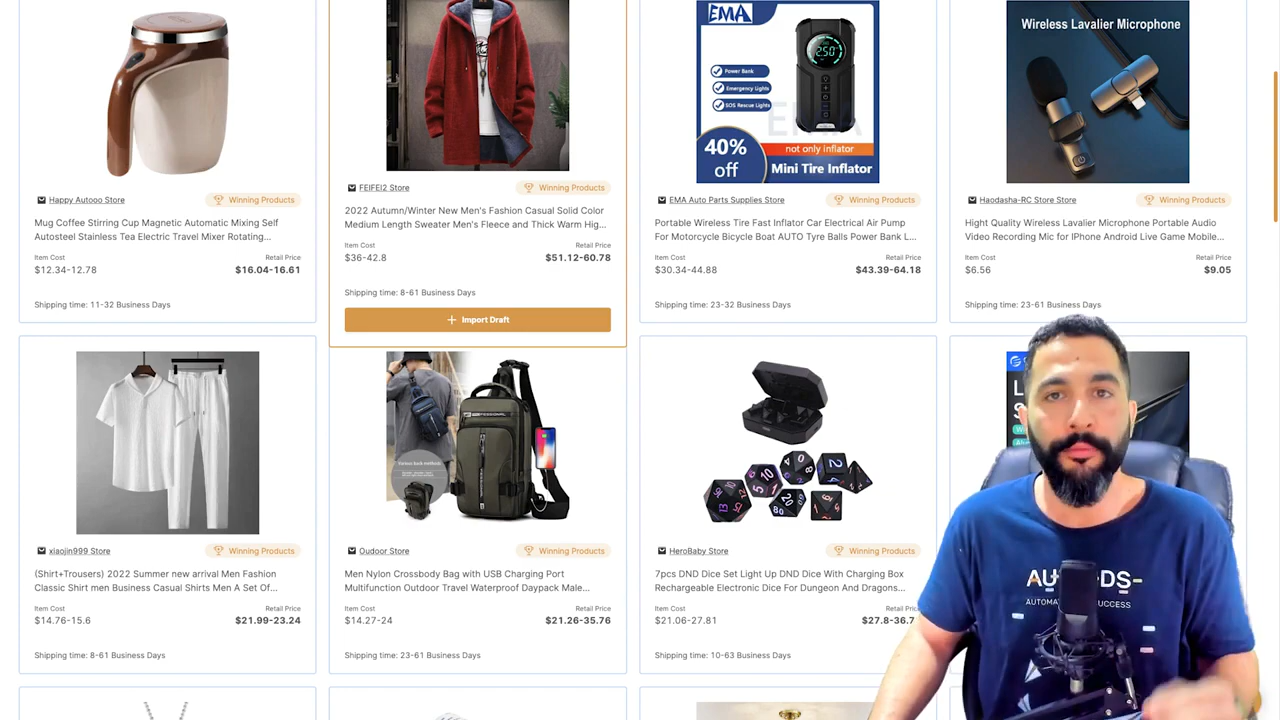 EMA
Power Bank
Emergency Lights
SOS Rescue Lights
40%
off
not only inflator
Mini Tire Inflator
Wireless Lavalier Microphone
Happy Autooo Store
Winning Products
Mug Coffee Stirring Cup Magnetic Automatic Mixing Self
Autosteel Stainless Tea Electric Travel Mixer Rotating...
Item Cost
Retail Price
$12.34-12.78
$16.04-16.61
Shipping time: 11-32 Business Days
FEIFEI2 Store
Winning Products
2022 Autumn/Winter New Men's Fashion Casual Solid Color
Medium Length Sweater Men's Fleece and Thick Warm Hig...
Item Cost
Retail Price
$36-42.8
$51.12-60.78
Shipping time: 8-61 Business Days
Import Draft
EMA Auto Parts Supplies Store
Winning Products
Portable Wireless Tire Fast Inflator Car Electrical Air Pump
For Motorcycle Bicycle Boat AUTO Tyre Balls Power Bank L...
Item Cost
Retail Price
$30.34-44.88
$43.39-64.18
Shipping time: 23-32 Business Days
Haodasha-RC Store Store
Winning Products
Hight Quality Wireless Lavalier Microphone Portable Audio
Video Recording Mic for IPhone Android Live Game Mobile...
Item Cost
Retail Price
$6.56
$9.05
Shipping time: 23-61 Business Days
xiaojin999 Store
Winning Products
(Shirt+Trousers) 2022 Summer new arrival Men Fashion
Classic Shirt men Business Casual Shirts Men A Set Of...
Item Cost
Retail Price
$14.76-15.6
$21.99-23.24
Shipping time: 8-61 Business Days
Various back methods
Oudoor Store
Winning Products
Men Nylon Crossbody Bag with USB Charging Port
Multifunction Outdoor Travel Waterproof Daypack Male...
Item Cost
Retail Price
$14.27-24
$21.26-35.76
Shipping time: 23-61 Business Days
HeroBaby Store
Winning Products
7pcs DND Dice Set Light Up DND Dice With Charging Box
Rechargeable Electronic Dice For Dungeon And Dragons...
Item Cost
Retail Price
$21.06-27.81
$27.8-36.7
Shipping time: 10-63 Business Days